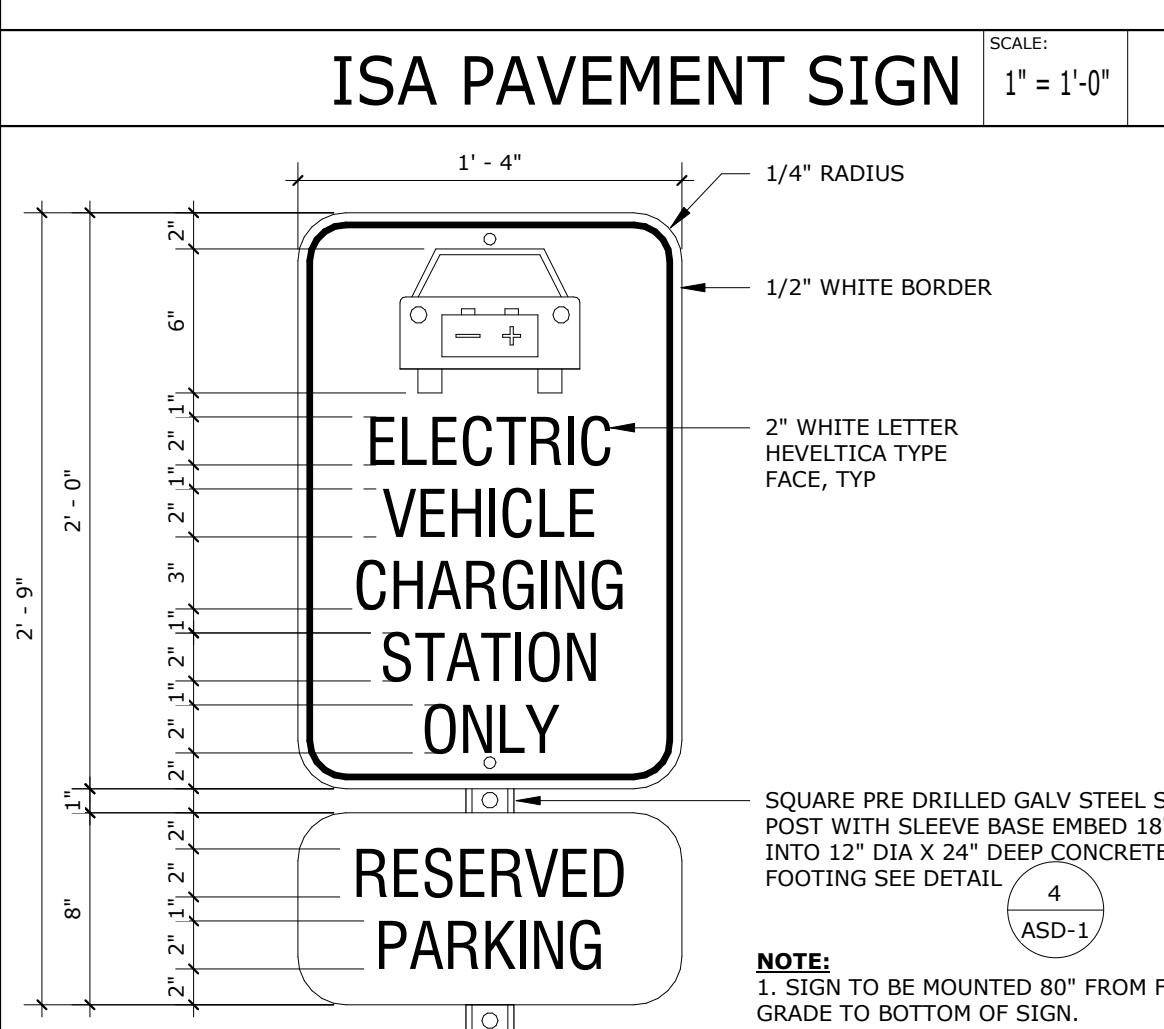 ISA PAVEMENT SIGN
SCALE:
1" = 1'-0"
1' - 4"
1/4" RADIUS
1/2" WHITE BORDER
2" WHITE LETTER
HEVELTICA TYPE
FACE, TYP
2' - 9"
2' - 0"
1"
8"
2"
6"
1"
2"
1"
2"
3"
1"
2"
1"
2"
2"
2"
2"
1"
2"
2"
ELECTRIC
VEHICLE
CHARGING
STATION
ONLY
RESERVED
PARKING
SQUARE PRE DRILLED GALV STEEL S
POST WITH SLEEVE BASE EMBED 18"
INTO 12" DIA X 24" DEEP CONCRETE
FOOTING SEE DETAIL
4
ASD-1
NOTE:
1. SIGN TO BE MOUNTED 80" FROM F
GRADE TO BOTTOM OF SIGN.